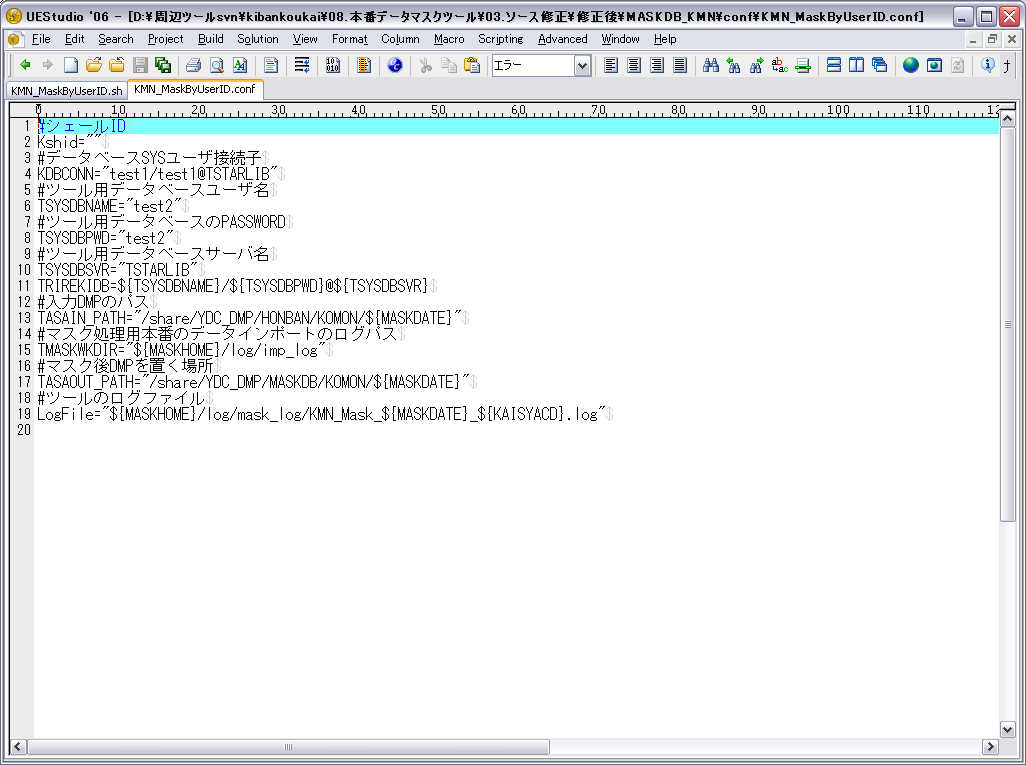 UEStudio '06 - [D:¥周辺ツールsvn¥kibankoukai¥08.本番データマスクツール¥03.ソース修正¥修正後¥MASKDB_KMN¥conf¥KMN_MaskByUserID.conf]
File Edit Search Project Build Solution View Format Column Macro Scripting Advanced Window Help
エラー
KMN_MaskByUserID.sh KMN_MaskByUserID.conf
0 10 20 30 40 50 60 70 80 90 100 110 12
1 #シェールID
2 Kshid=""$
3 #データベースSYSユーザ接続子$
4 KDBCONN="test1/test1@TSTARLIB"$
5 #ツール用データベースユーザ名$
6 TSYSDBNAME="test2"$
7 #ツール用データベースのPASSWORD$
8 TSYSDBPWD="test2"$
9 #ツール用データベースサーバ名$
10 TSYSDBSVR="TSTARLIB"$
11 TRIREKIDB=${TSYSDBNAME}/${TSYSDBPWD}@${TSYSDBSVR}$
12 #入力DMPのパス$
13 TASAIN_PATH="/share/YDC_DMP/HONBAN/KOMON/${MASKDATE}"$
14 #マスク処理用本番のデータインポートのログパス$
15 TMASKWKDIR="${MASKHOME}/log/imp_log"$
16 #マスク後DMPを置く場所$
17 TASAOUT_PATH="/share/YDC_DMP/MASKDB/KOMON/${MASKDATE}"$
18 #ツールのログファイル$
19 LogFile="${MASKHOME}/log/mask_log/KMN_Mask_${MASKDATE}_${KAISYACD}.log"$
20